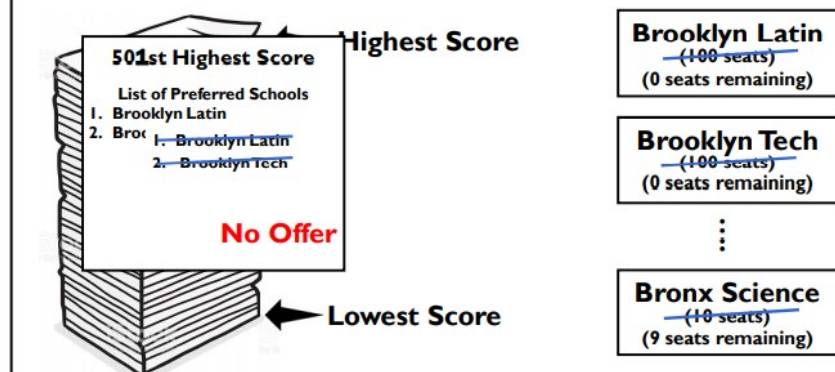 Highest Score
501st Highest Score
List of Preferred Schools
1. Brooklyn Latin
2. Broo
1. Brooklyn Latin
2. Brooklyn Tech
No Offer
Lowest Score
Brooklyn Latin
(100 seats)
(0 seats remaining)
Brooklyn Tech
(100 seats)
(0 seats remaining)
Bronx Science
(10 seats)
(9 seats remaining)